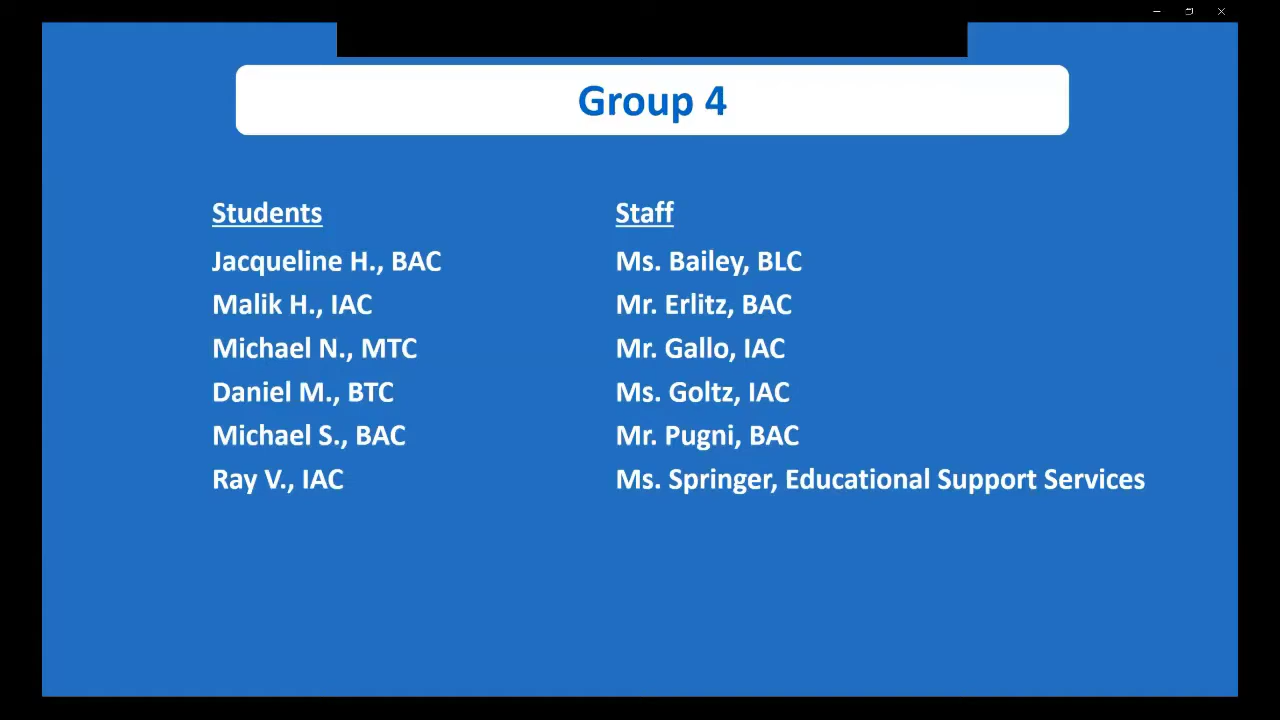 Group 4
Students
Jacqueline H., BAC
Malik H., IAC
Michael N., MTC
Daniel M., BTC
Michael S., BAC
Ray V., IAC
Staff
Ms. Bailey, BLC
Mr. Erlitz, BAC
Mr. Gallo, IAC
Ms. Goltz, IAC
Mr. Pugni, BAC
Ms. Springer, Educational Support Services